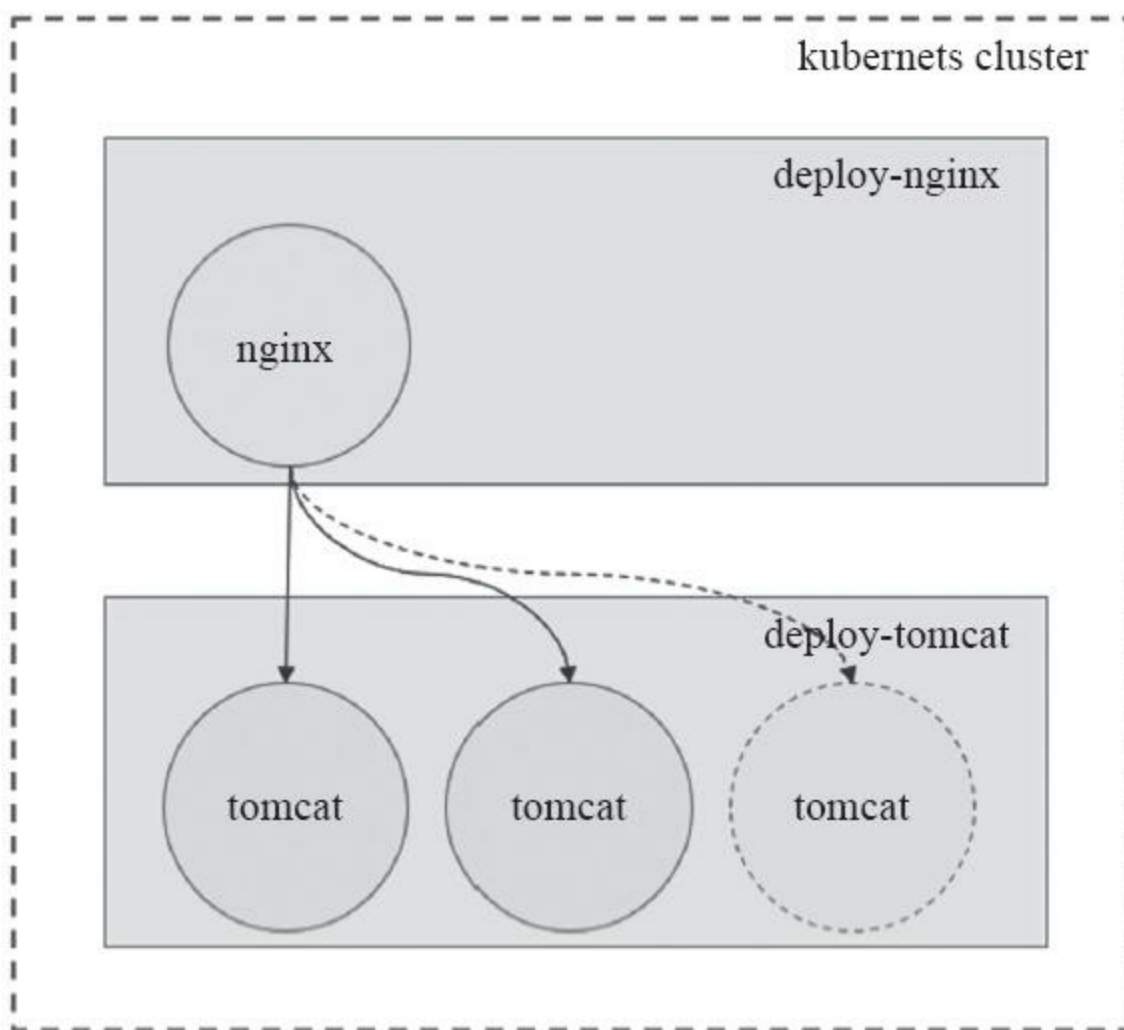 kubernets cluster
deploy-nginx
nginx
deploy-tomcat
tomcat
tomcat
tomcat